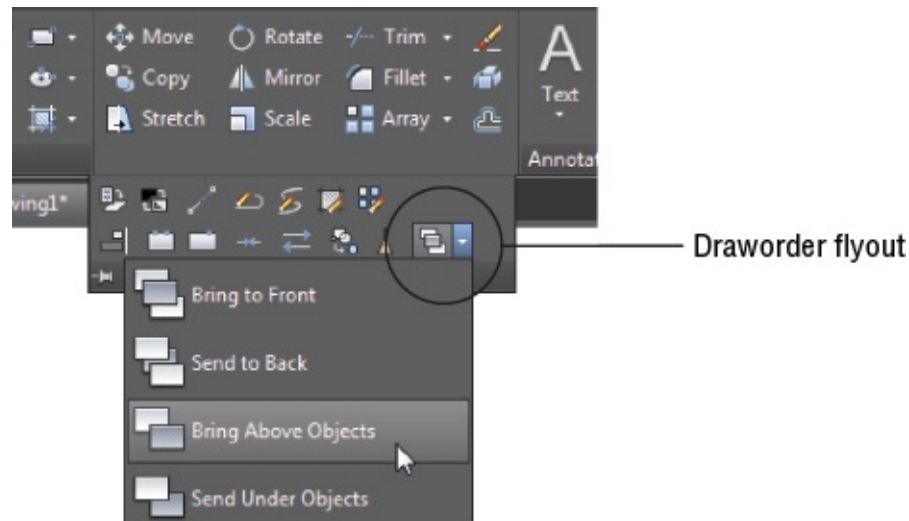 Move Rotate Trim
Copy Mirror Fillet
Stretch Scale Array
A
Text
Annotat
wing1*
Draworder flyout
Bring to Front
Send to Back
Bring Above Objects
Send Under Objects